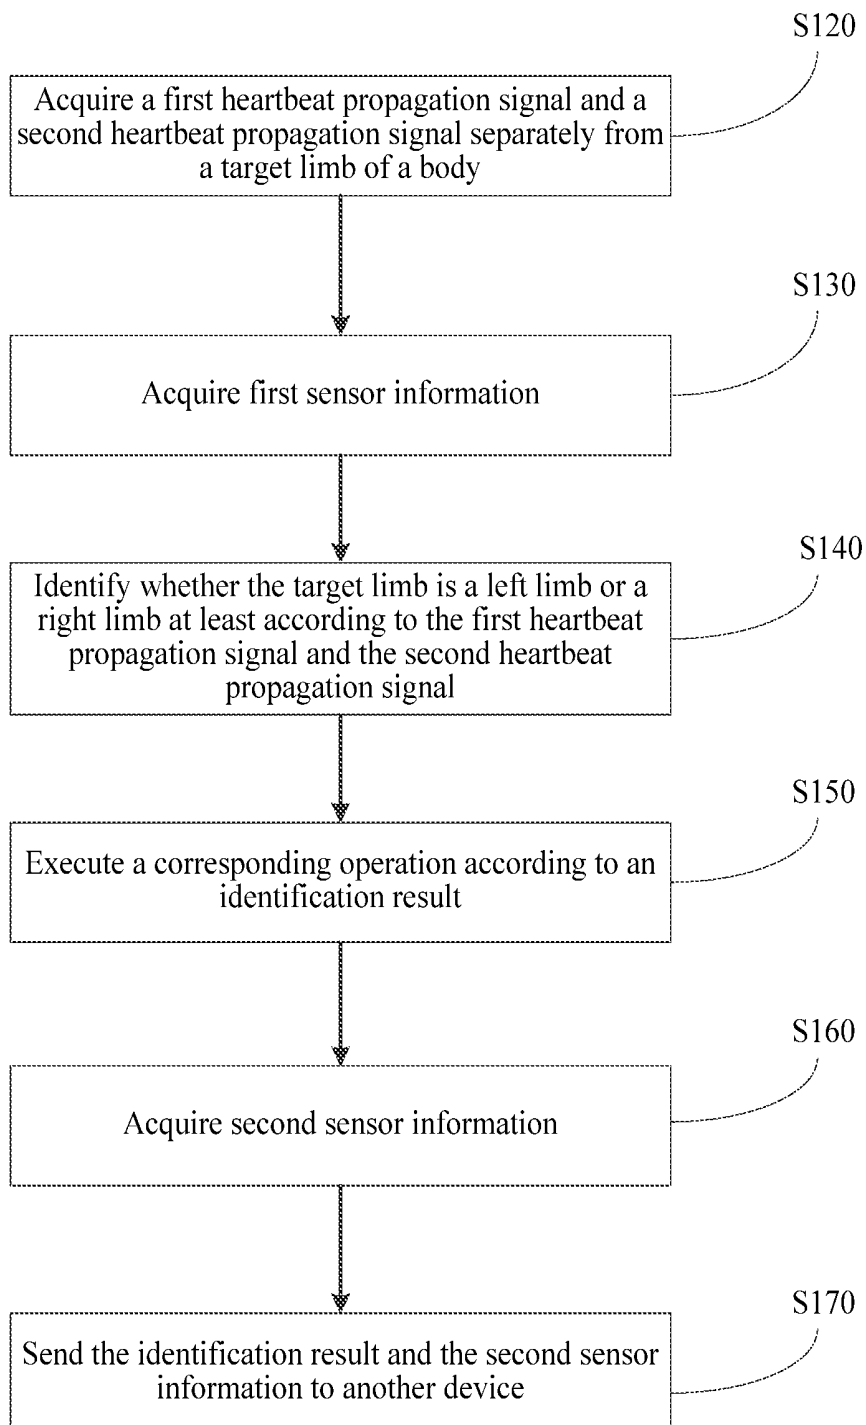 S120
Acquire a first heartbeat propagation signal and a
second heartbeat propagation signal separately from
a target limb of a body
S130
Acquire first sensor information
S140
Identify whether the target limb is a left limb or a
right limb at least according to the first heartbeat
propagation signal and the second heartbeat
propagation signal
S150
Execute a corresponding operation according to an
identification result
S160
Acquire second sensor information
S170
Send the identification result and the second sensor
information to another device